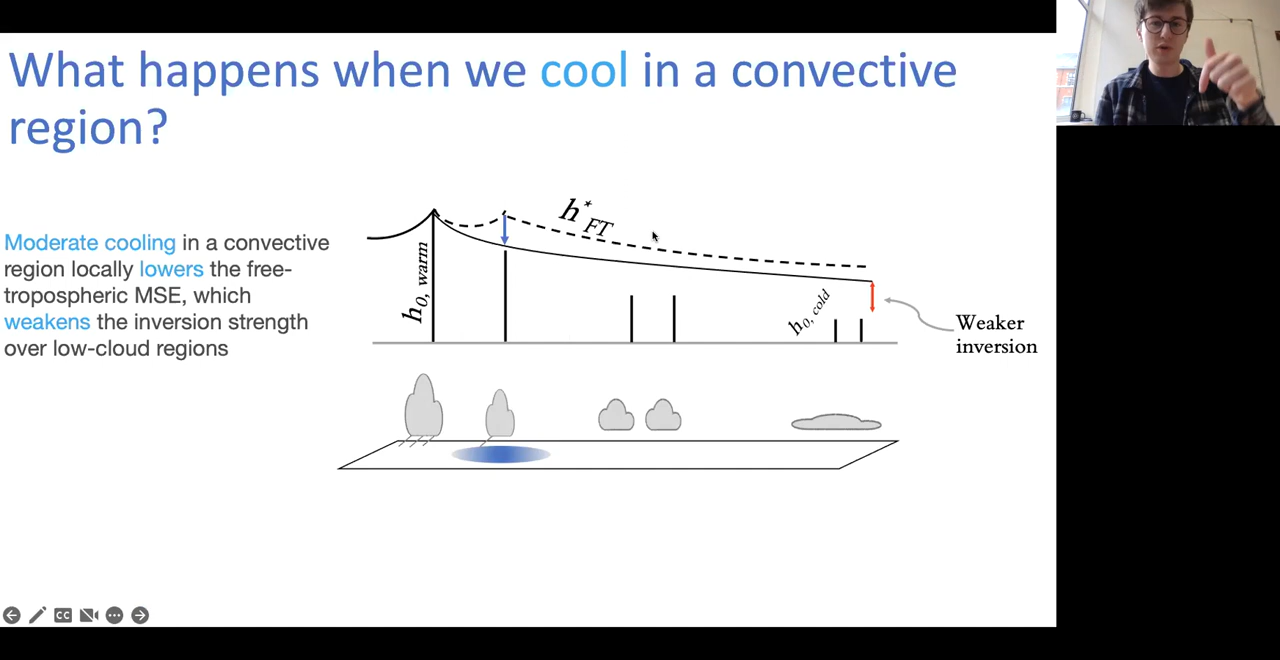 What happens when we cool in a convective
region?
Moderate cooling in a convective
region locally lowers the free-
tropospheric MSE, which
weakens the inversion strength
over low-cloud regions
h*FT
h0, warm
h0, cold
Weaker
inversion
CC